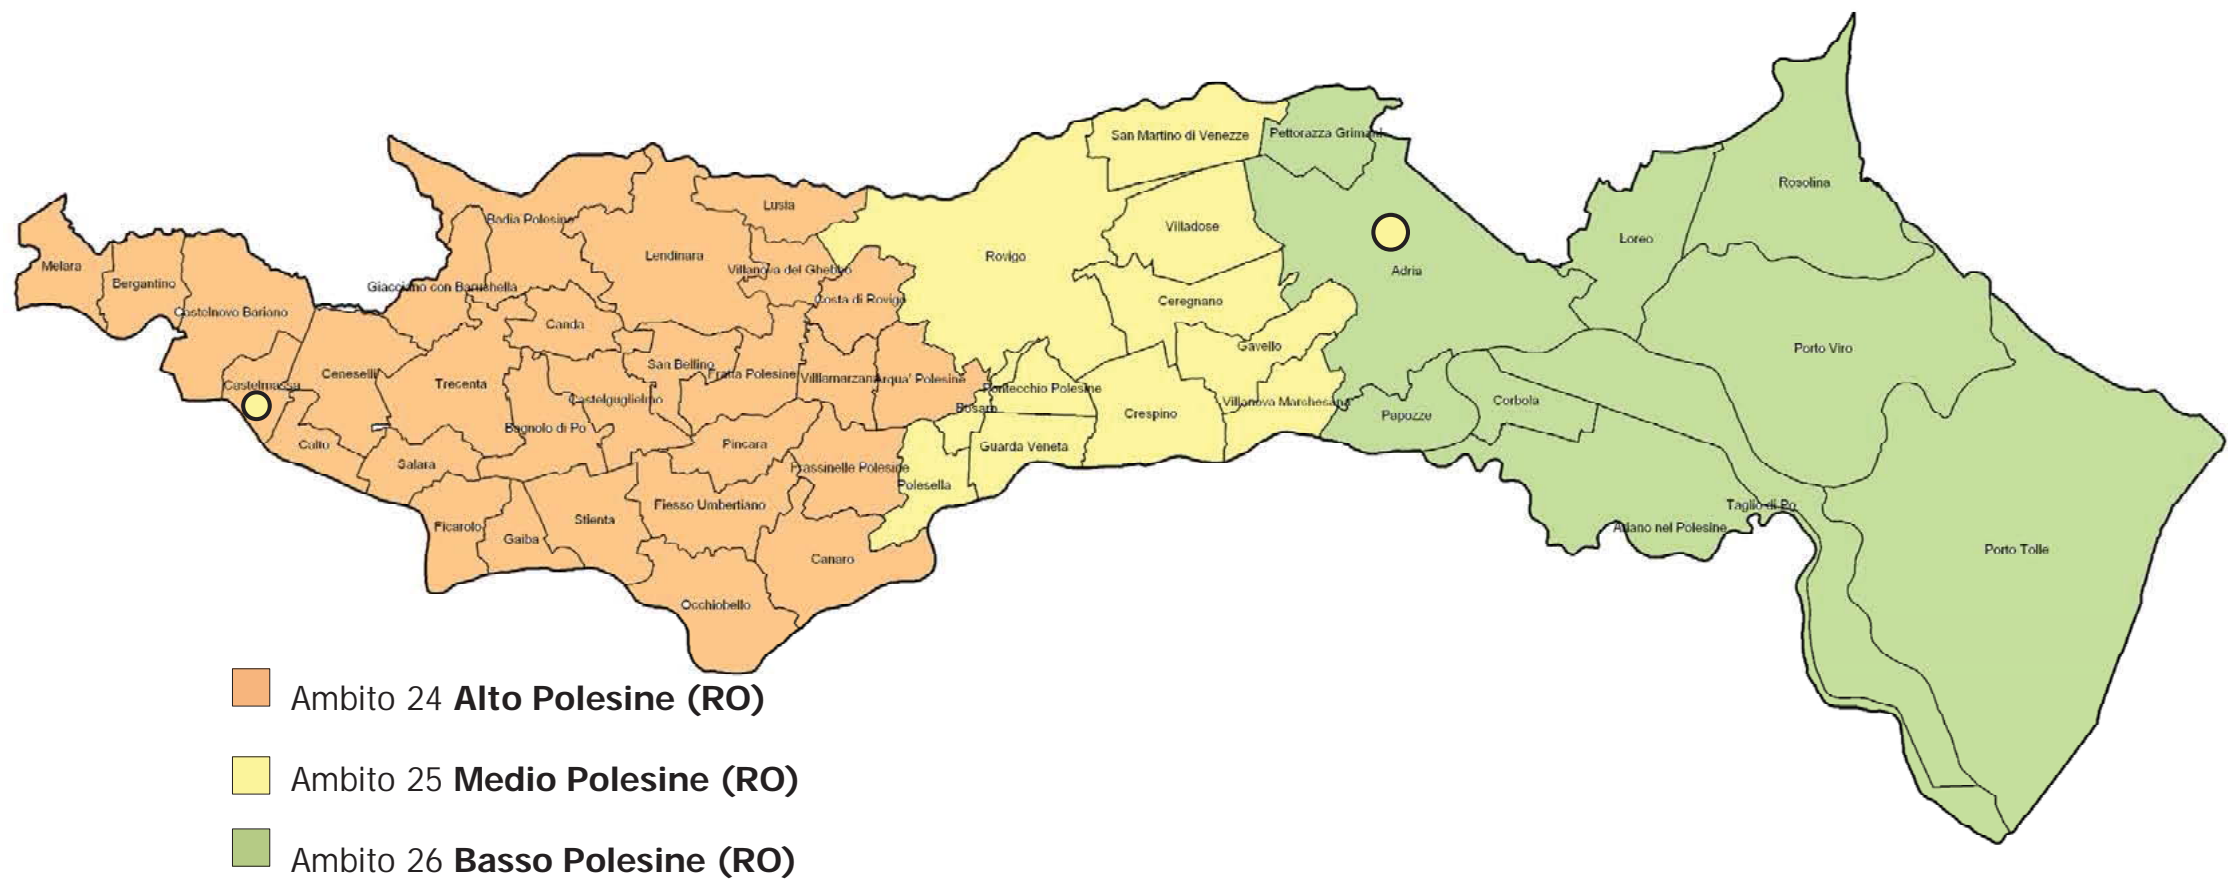 San Martino di Venezze
Pettorazza Grimani
Rosolina
Lusia
Badia Polesine
Villadose
Loreo
Lendinara
Rovigo
Melara
Villanova del Ghebbo
Adria
Bergantino
Giacciano con Baruchella
Costa di Rovigo
Ceregnano
Castelnovo Bariano
Canda
Gavello
Porto Viro
San Bellino
Ceneselli
Fratta Polesine
Villamarzana
Arqua' Polesine
Castelmassa
Trecenta
Pontecchio Polesine
Castelguglielmo
Villanova Marchesana
Corbola
Bosaro
Crespino
Papozze
Bagnolo di Po
Calto
Pincara
Guarda Veneta
Salara
Frassinelle Polesine
Polesella
Fiesso Umbertiano
Taglio di Po
Stienta
Ficarolo
Ariano nel Polesine
Gaiba
Porto Tolle
Canaro
Occhiobello
Ambito 24 Alto Polesine (RO)
Ambito 25 Medio Polesine (RO)
Ambito 26 Basso Polesine (RO)